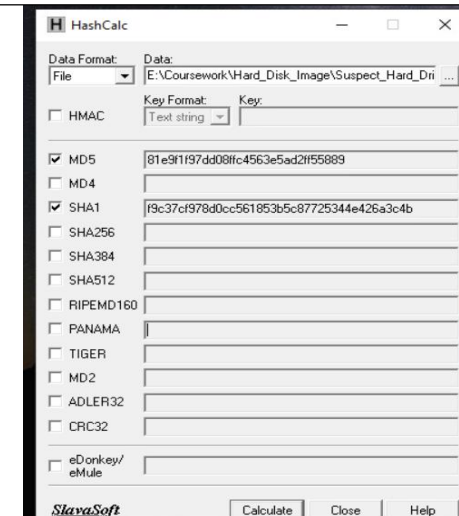 H HashCalc
Data Format: Data:
File E:\Coursework\Hard_Disk_Image\Suspect_Hard_Dri ...
Key Format: Key:
HMAC Text string
MD5 81e9f1f97dd08ffc4563e5ad2ff55889
MD4
SHA1 f9c37cf978d0cc561853b5c87725344e426a3c4b
SHA256
SHA384
SHA512
RIPEMD160
PANAMA
TIGER
MD2
ADLER32
CRC32
eDonkey/
eMule
SlavaSoft Calculate Close Help